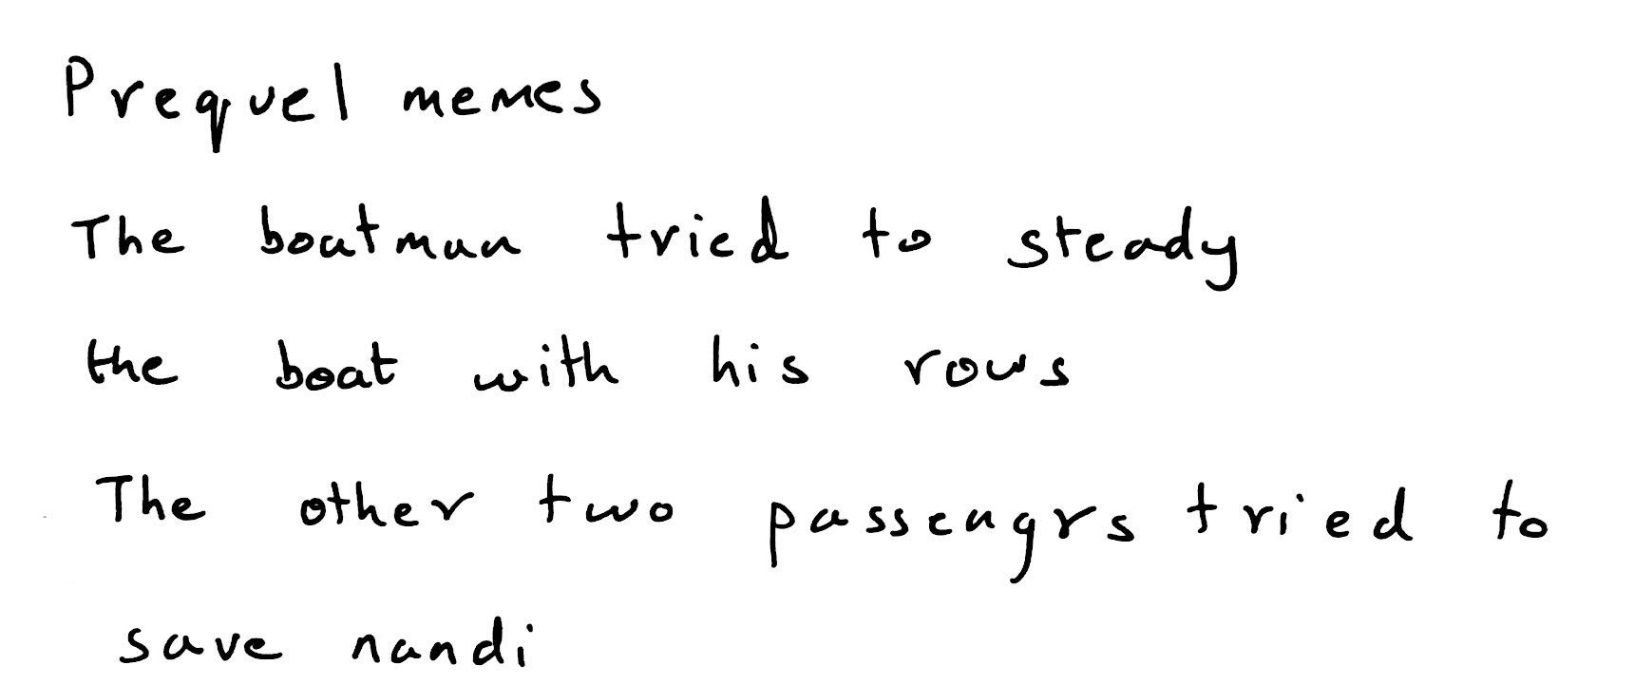 Prequel memes
The boatman tried to steady
the boat with his rows
The other two passengrs tried to
save nandi